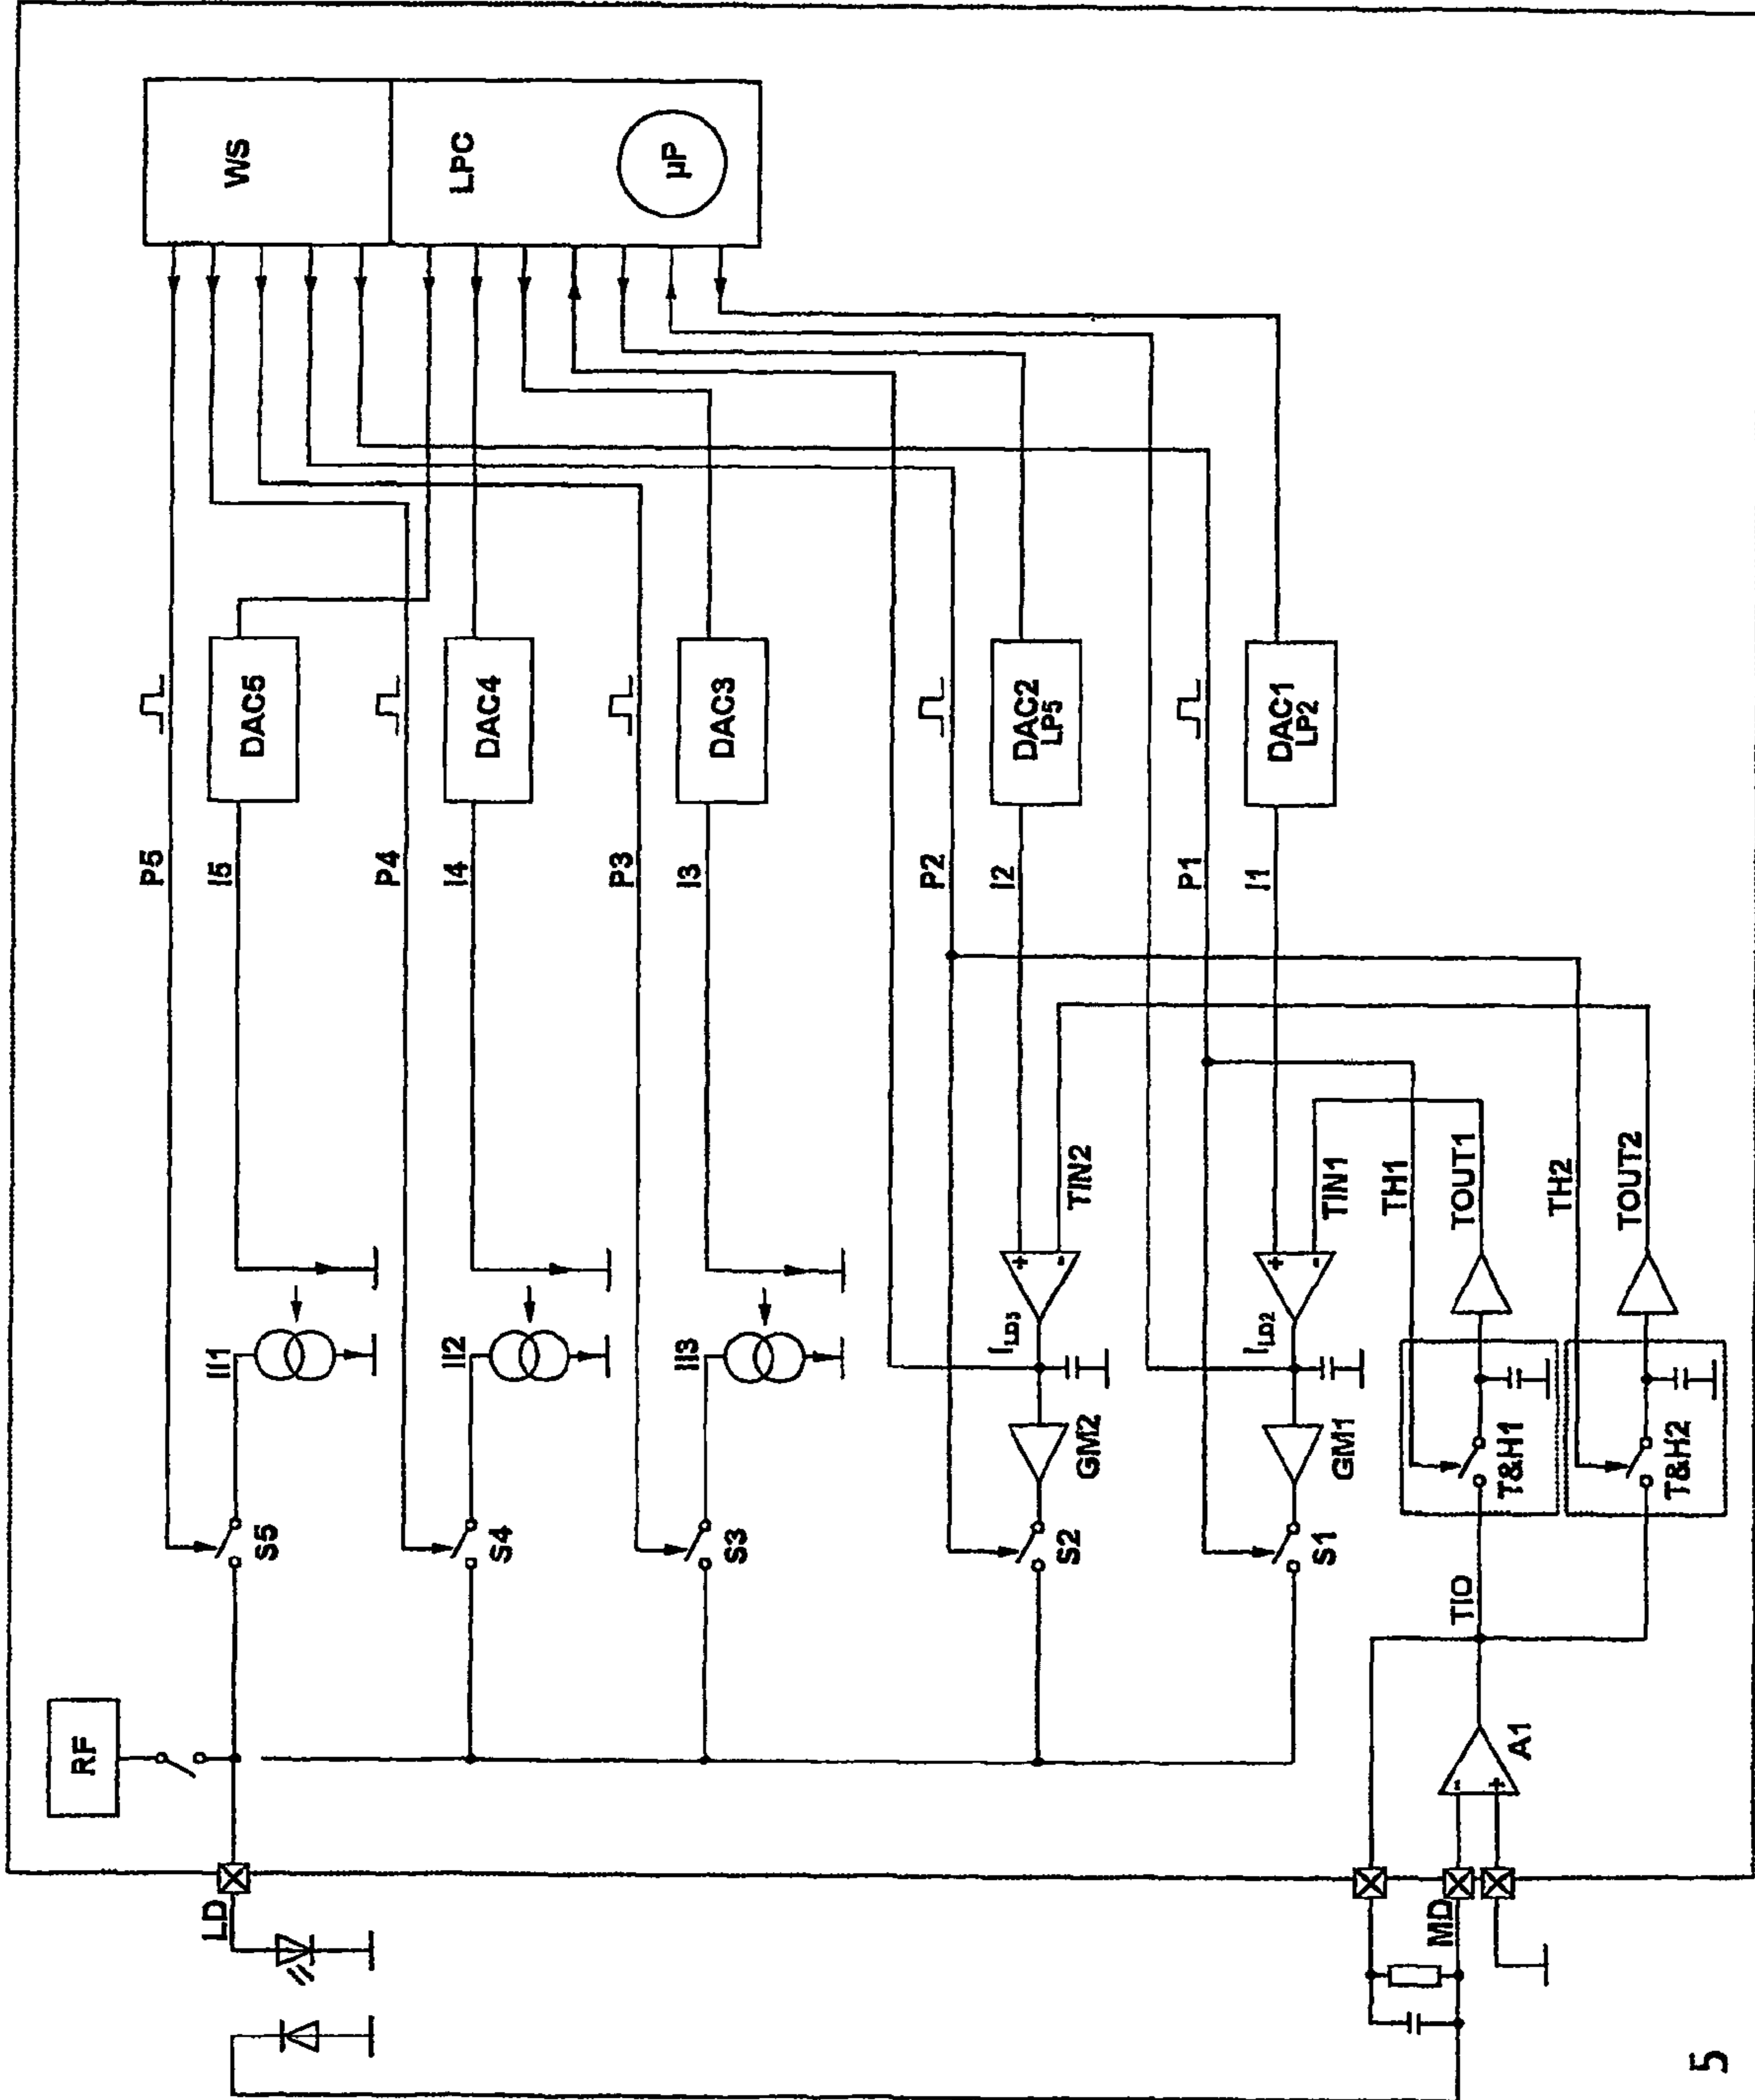 WS
LPC
µP
P5
DAC5
I5
P4
DAC4
I4
P3
DAC3
I3
P2
DAC2
LP5
I2
P1
DAC1
LP2
I1
II1
S5
II2
S4
II3
S3
+
-
TIN2
ILD5
GM2
S2
+
-
TIN1
ILD2
GM1
S1
TH1
TOUT1
T&H1
TH2
TOUT2
T&H2
TIO
-
+
A1
RF
LD
MD
5